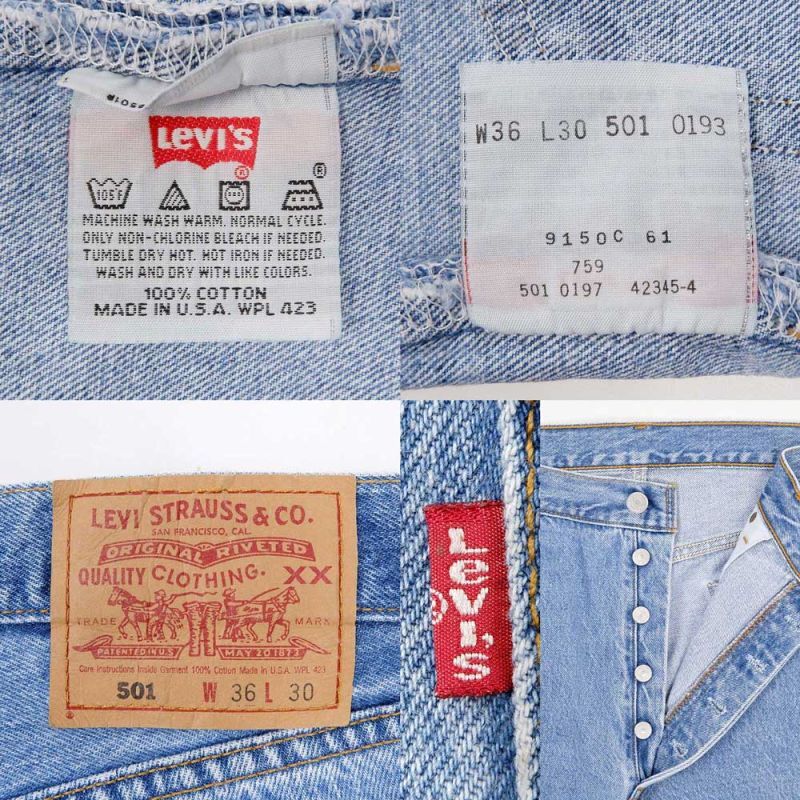 3501P
Levi's
®
®
105°F
MACHINE WASH WARM. NORMAL CYCLE.
ONLY NON-CHLORINE BLEACH IF NEEDED.
TUMBLE DRY HOT. HOT IRON IF NEEDED.
WASH AND DRY WITH LIKE COLORS.
100% COTTON
MADE IN U.S.A. WPL 423
W36 L30 501 0193
9150C 61
759
501 0197 42345-4
LEVI STRAUSS & CO.
SAN FRANCISCO, CAL.
ORIGINAL RIVETED
QUALITY CLOTHING. XX
TRADE MARK
PATENTED IN U.S. MAY 20 1873
Care Instructions Inside Garment 100% Cotton Made in U.S.A. WPL 423
501 W 36 L 30
®
Levi's
®